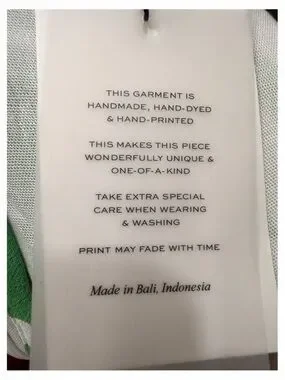 THIS GARMENT IS
HANDMADE, HAND-DYED
& HAND-PRINTED
THIS MAKES THIS PIECE
WONDERFULLY UNIQUE &
ONE-OF-A-KIND
TAKE EXTRA SPECIAL
CARE WHEN WEARING
& WASHING
PRINT MAY FADE WITH TIME
Made in Bali, Indonesia